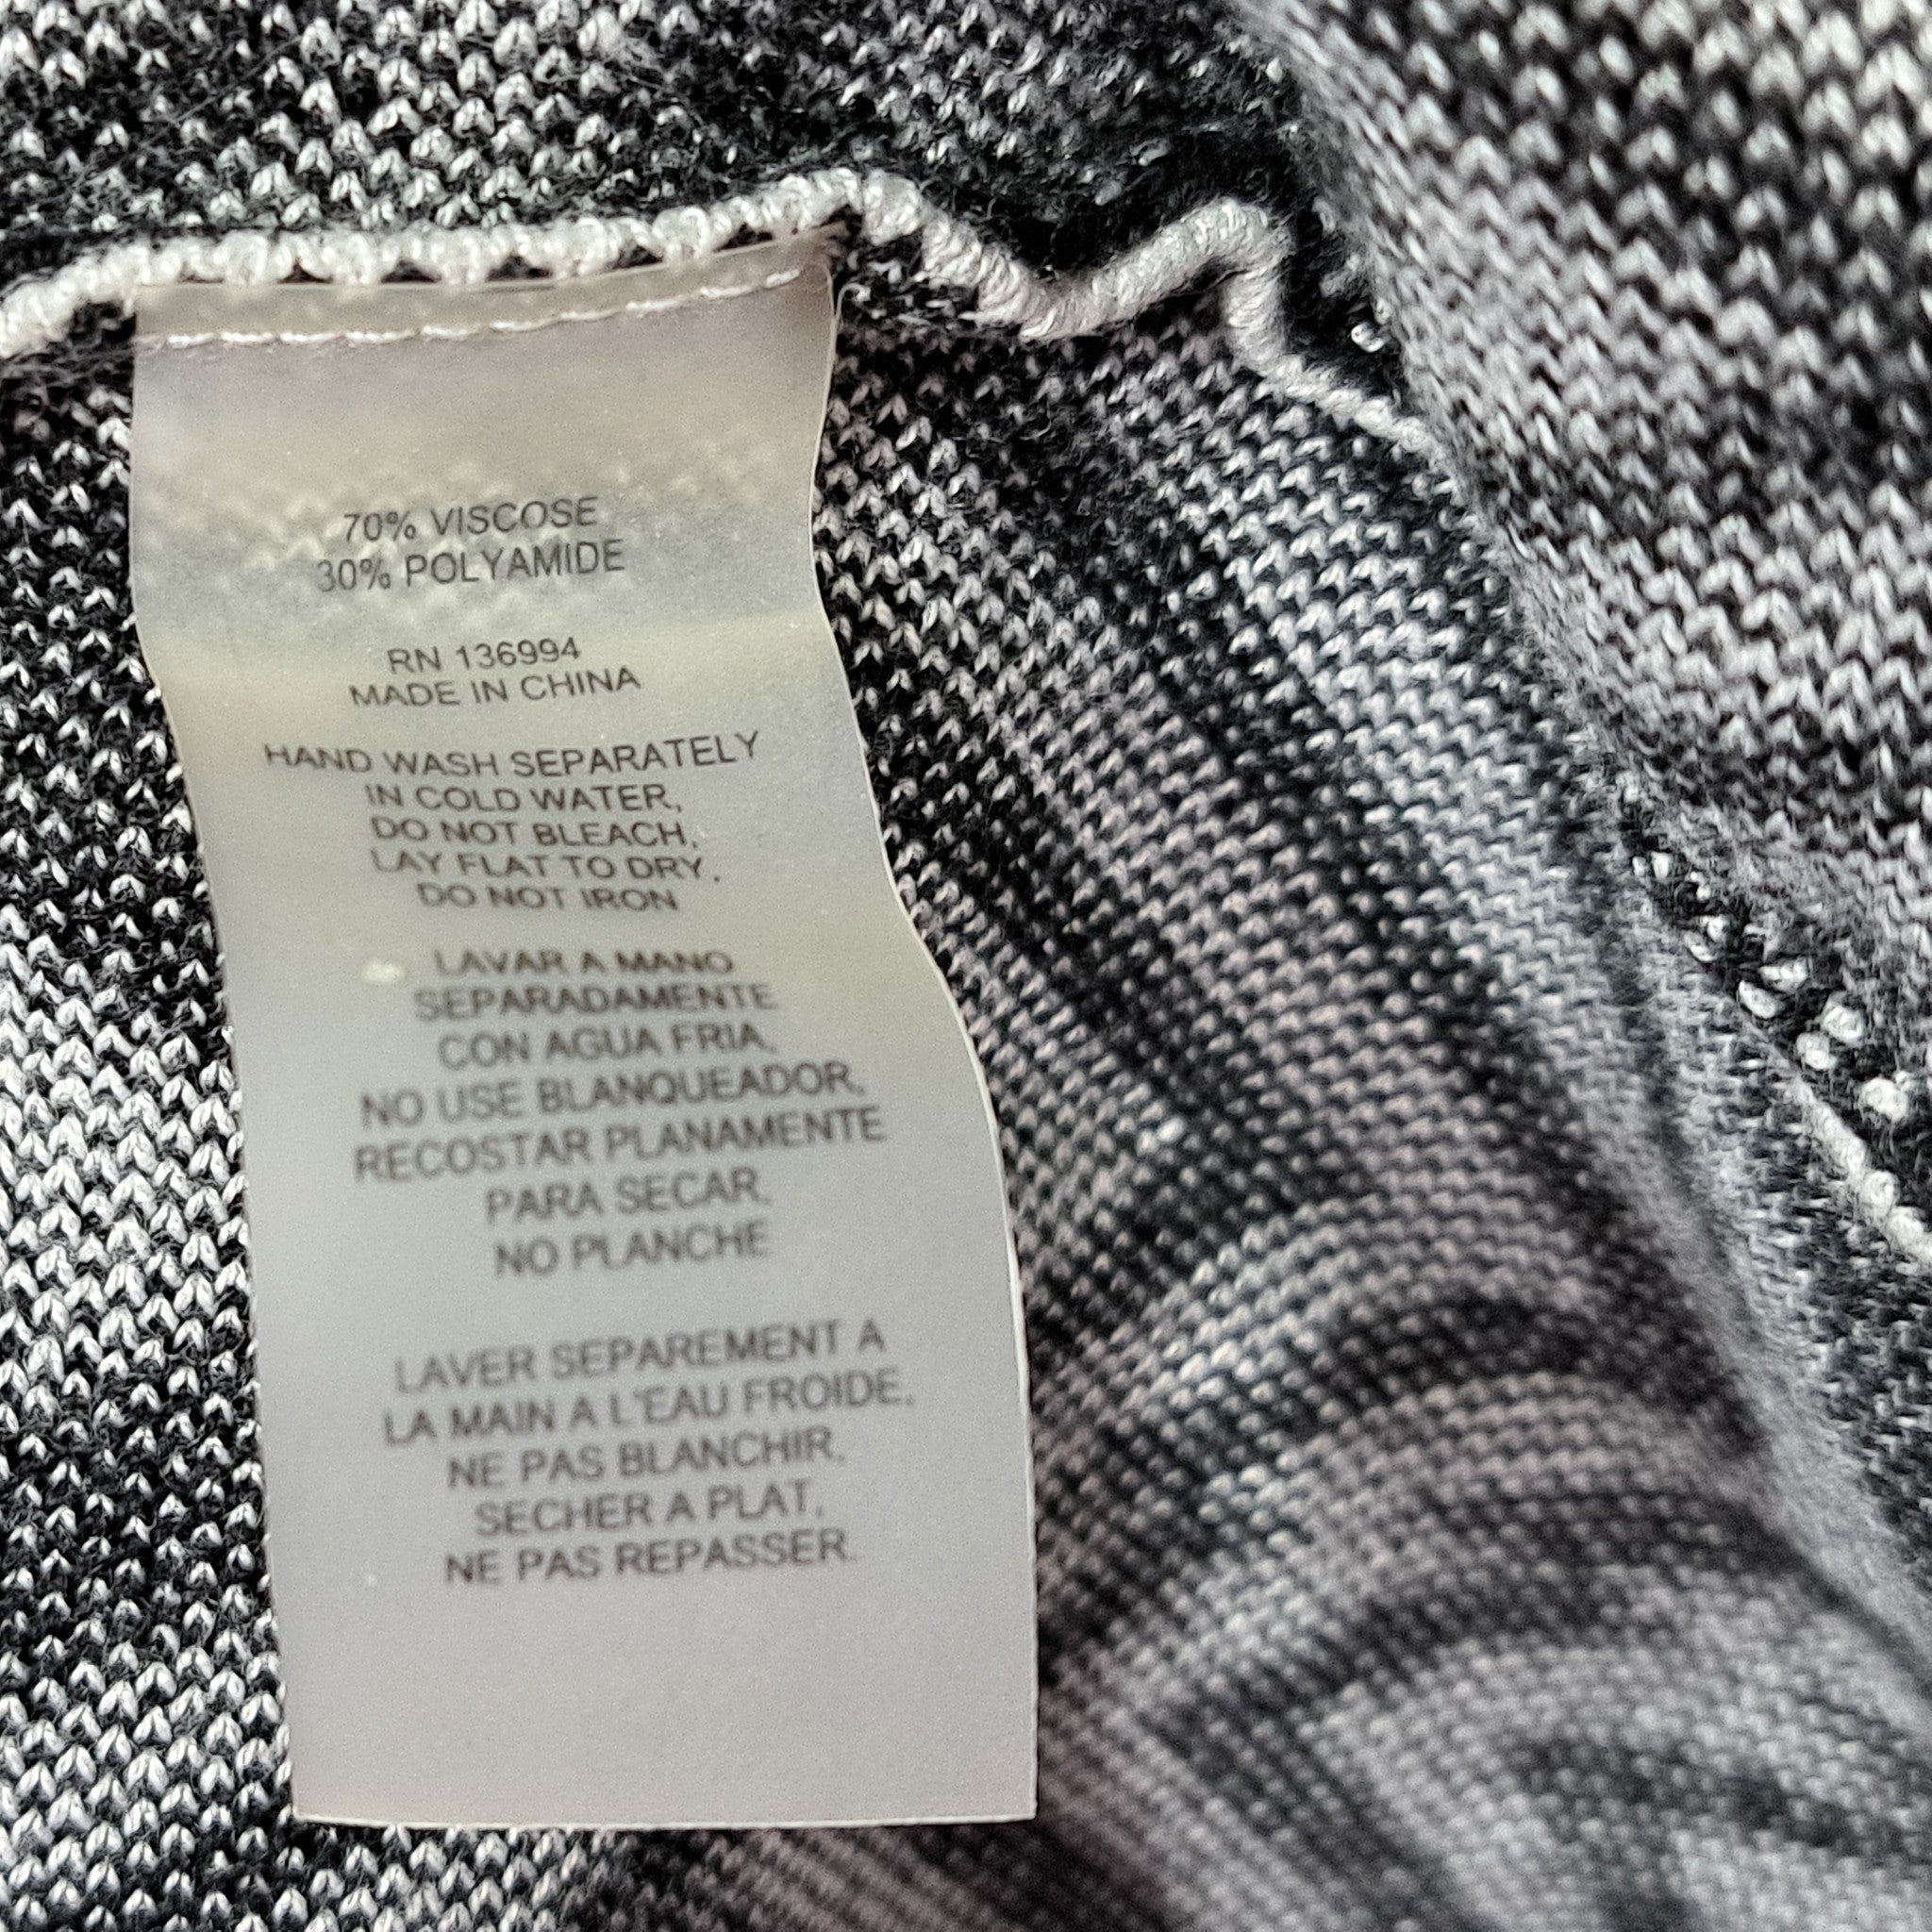 70% VISCOSE
30% POLYAMIDE
RN 136994
MADE IN CHINA
HAND WASH SEPARATELY
IN COLD WATER,
DO NOT BLEACH,
LAY FLAT TO DRY.
DO NOT IRON
LAVAR A MANO
SEPARADAMENTE
CON AGUA FRIA,
NO USE BLANQUEADOR,
RECOSTAR PLANAMENTE
PARA SECAR,
NO PLANCHE
LAVER SEPAREMENT A
LA MAIN A L'EAU FROIDE,
NE PAS BLANCHIR,
SECHER A PLAT,
NE PAS REPASSER.